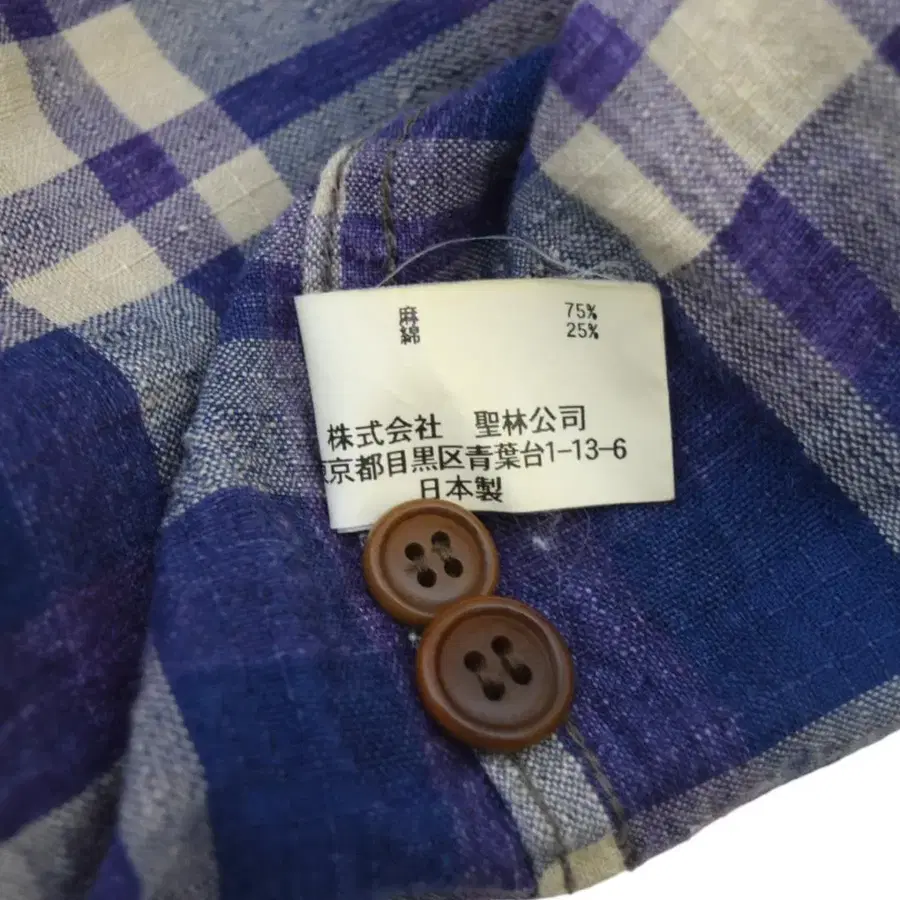 麻 75%
綿 25%
株式会社 聖林公司
東京都目黒区青葉台1-13-6
日本製